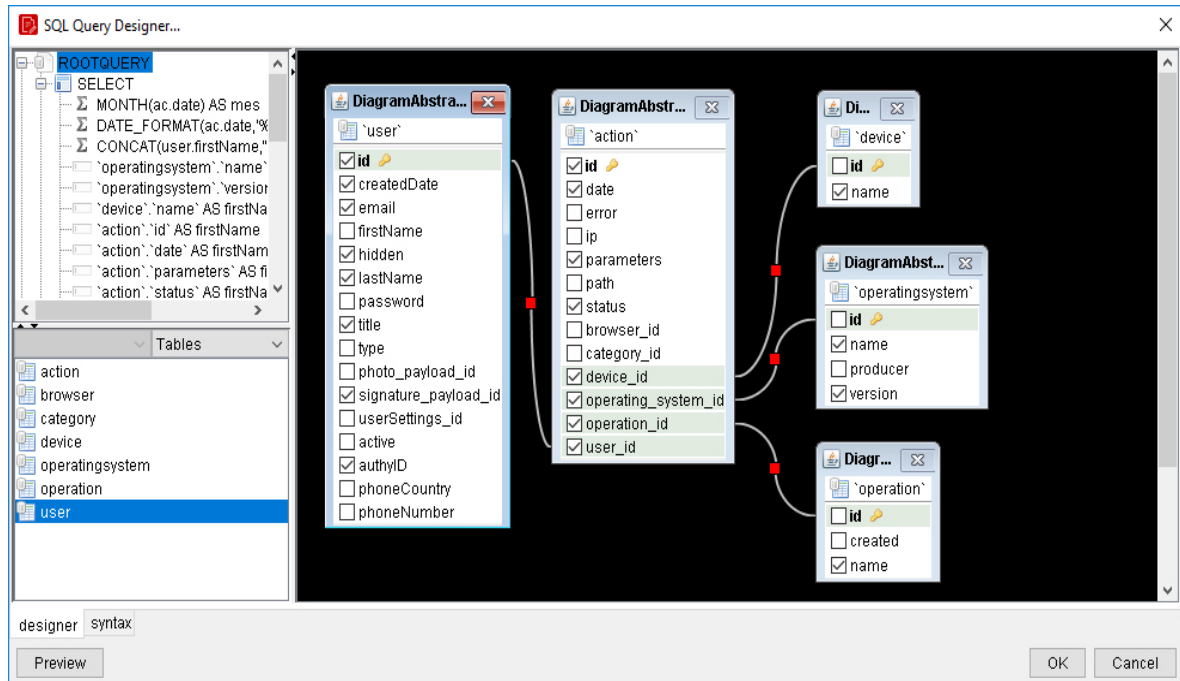 SQL Query Designer...
ROOTQUERY
SELECT
Σ MONTH(ac.date) AS mes
Σ DATE_FORMAT(ac.date,'%
Σ CONCAT(user.firstName,"
`operatingsystem`.`name`
`operatingsystem`.`version
`device`.`name` AS firstNa
`action`.`id` AS firstName
`action`.`date` AS firstNam
`action`.`parameters` AS fi
`action`.`status` AS firstNa
Tables
action
browser
category
device
operatingsystem
operation
user
DiagramAbstra...
`user`
id
createdDate
email
firstName
hidden
lastName
password
title
type
photo_payload_id
signature_payload_id
userSettings_id
active
authyID
phoneCountry
phoneNumber
DiagramAbstr...
`action`
id
date
error
ip
parameters
path
status
browser_id
category_id
device_id
operating_system_id
operation_id
user_id
Di...
`device`
id
name
DiagramAbst...
`operatingsystem`
id
name
producer
version
Diagr...
`operation`
id
created
name
designer syntax
Preview OK Cancel